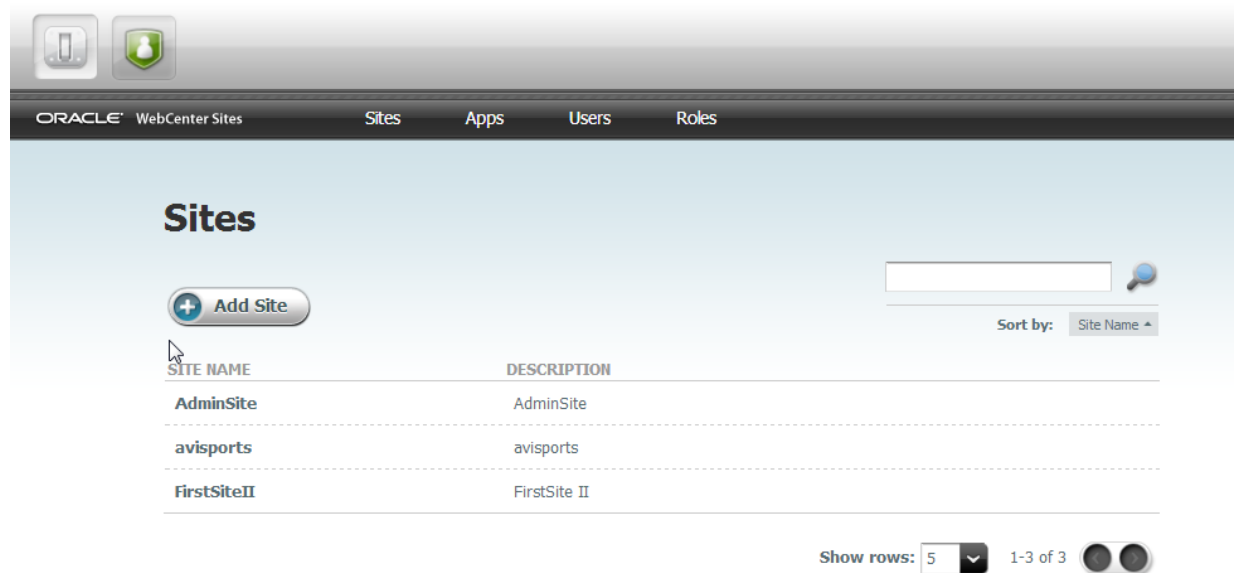 ORACLE WebCenter Sites Sites Apps Users Roles
Sites
Add Site
Sort by: Site Name
SITE NAME DESCRIPTION
AdminSite AdminSite
avisports avisports
FirstSiteII FirstSite II
Show rows: 5 1-3 of 3